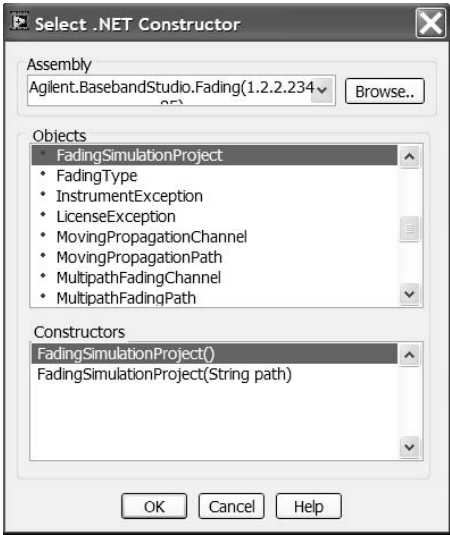 Select .NET Constructor
Assembly
Agilent.BasebandStudio.Fading(1.2.2.234
Browse..
Objects
FadingSimulationProject
FadingType
InstrumentException
LicenseException
MovingPropagationChannel
MovingPropagationPath
MultipathFadingChannel
MultipathFadingPath
Constructors
FadingSimulationProject()
FadingSimulationProject(String path)
OK
Cancel
Help